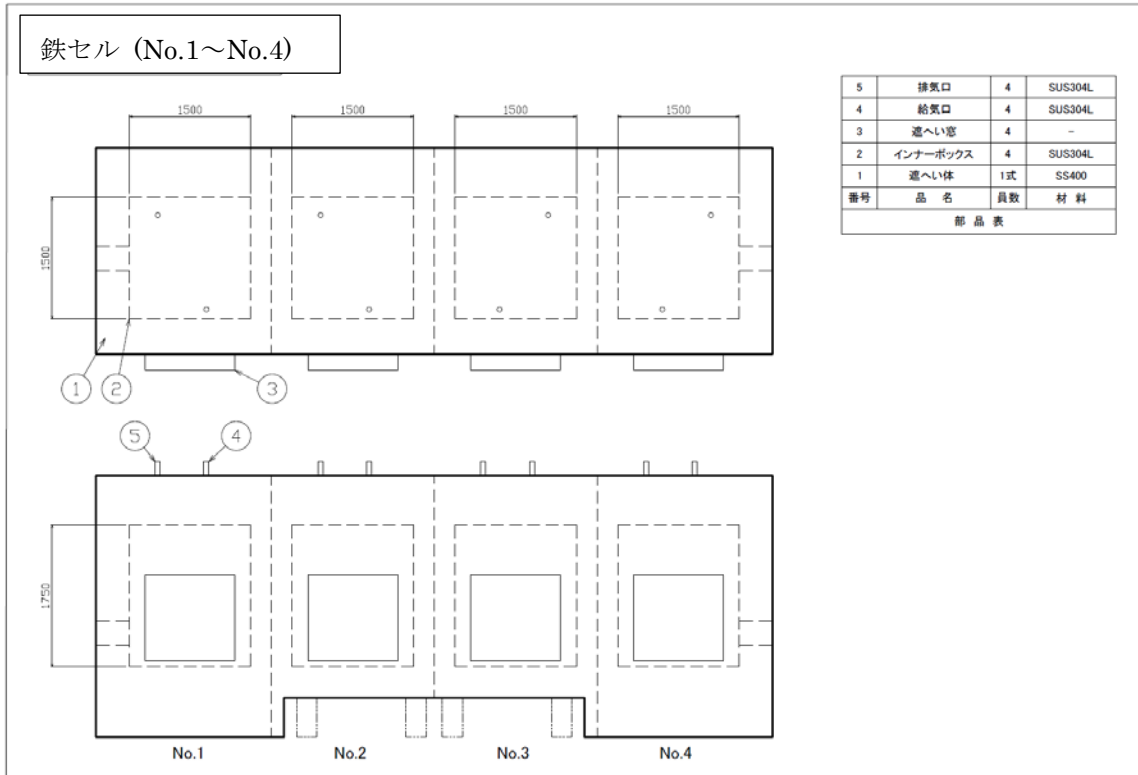 鉄セル (No.1～No.4)
1500 1500 1500 1500
1500
① ② ③
5 排気口 4 SUS304L
4 給気口 4 SUS304L
3 遮へい窓 4 -
2 インナーボックス 4 SUS304L
1 遮へい体 1式 SS400
番号 品 名 員数 材 料
部 品 表
⑤ ④
1750
No.1 No.2 No.3 No.4